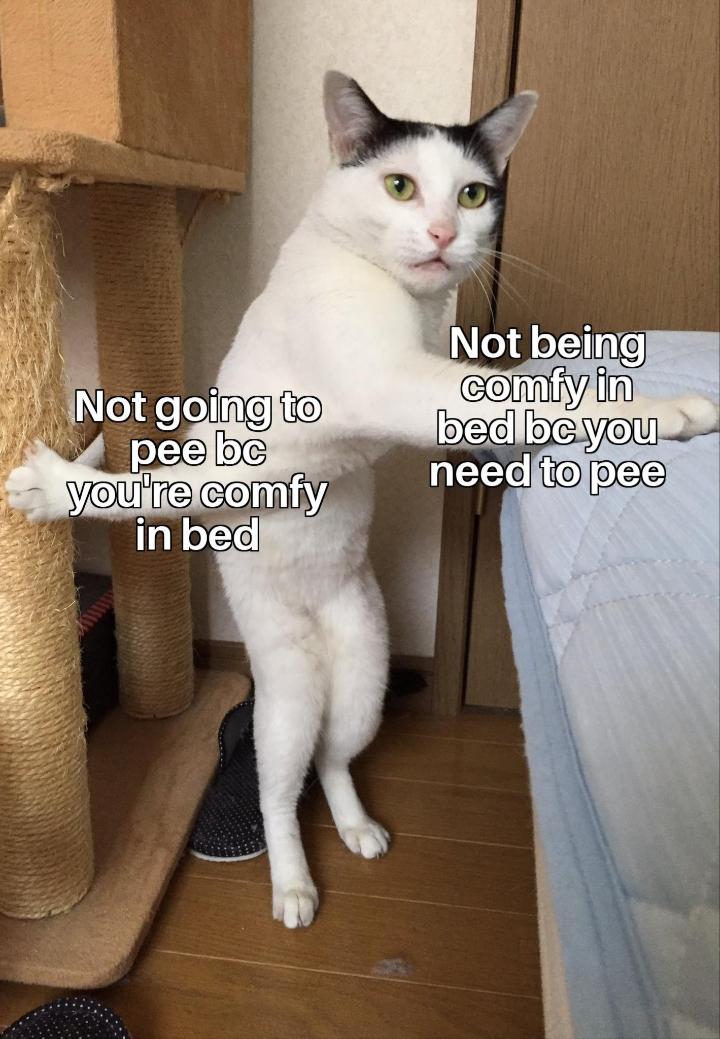 Not going to
pee bc
you're comfy
in bed
Not being
comfy in
bed bc you
need to pee